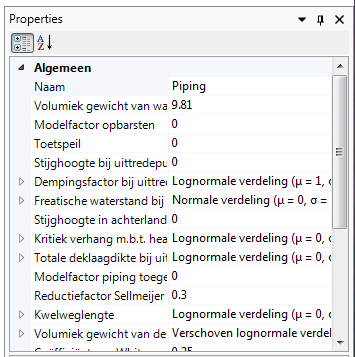 Properties
A
Z
Algemeen
Naam Piping
Volumiek gewicht van wa 9.81
Modelfactor opbarsten 0
Toetspeil 0
Stijghoogte bij uittredepu 0
Dempingsfactor bij uittred Lognormale verdeling (μ = 1, σ
Freatische waterstand bij Normale verdeling (μ = 0, σ =
Stijghoogte in achterland 0
Kritiek verhang m.b.t. hea Lognormale verdeling (μ = 0, σ
Totale deklaagdikte bij uit Lognormale verdeling (μ = 0, σ
Modelfactor piping toege 0
Reductiefactor Sellmeijer 0.3
Kwelweglengte Lognormale verdeling (μ = 0, σ
Volumiek gewicht van de Verschoven lognormale verdel
0.25